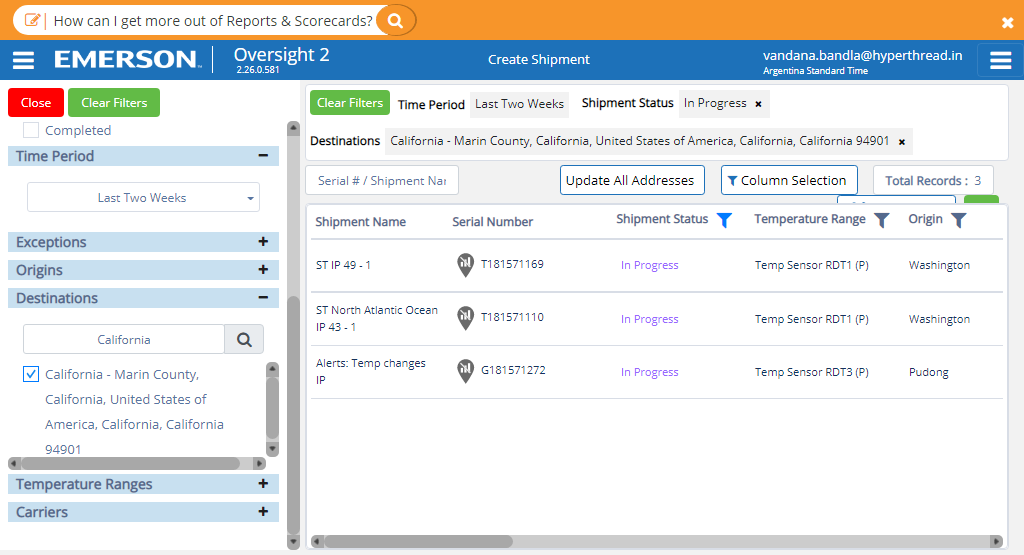 How can I get more out of Reports & Scorecards?
EMERSON
Oversight 2
2.26.0.581
Create Shipment
vandana.bandla@hyperthread.in
Argentina Standard Time
Close
Clear Filters
Completed
Time Period
Last Two Weeks
Exceptions
Origins
Destinations
California
California - Marin County,
California, United States of
America, California, California
94901
Temperature Ranges
Carriers
Clear Filters
Time Period
Last Two Weeks
Shipment Status
In Progress
Destinations
California - Marin County, California, United States of America, California, California 94901
Serial # / Shipment Nar
Update All Addresses
Column Selection
Total Records : 3
Shipment Name
Serial Number
Shipment Status
Temperature Range
Origin
ST IP 49 - 1
T181571169
In Progress
Temp Sensor RDT1 (P)
Washington
ST North Atlantic Ocean
IP 43 - 1
T181571110
In Progress
Temp Sensor RDT1 (P)
Washington
Alerts: Temp changes
IP
G181571272
In Progress
Temp Sensor RDT3 (P)
Pudong